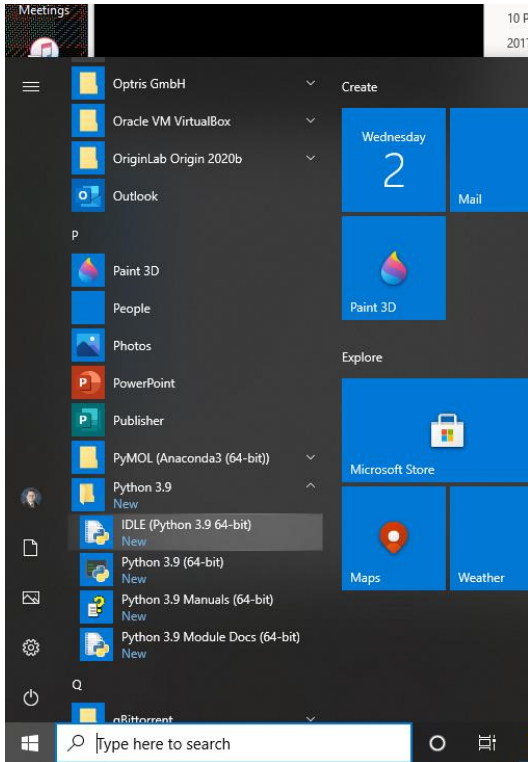 Meetings
10 P
2017
Optris GmbH
Oracle VM VirtualBox
OriginLab Origin 2020b
Outlook
P
Paint 3D
People
Photos
PowerPoint
Publisher
PyMOL (Anaconda3 (64-bit))
Python 3.9
New
IDLE (Python 3.9 64-bit)
New
Python 3.9 (64-bit)
New
Python 3.9 Manuals (64-bit)
New
Python 3.9 Module Docs (64-bit)
New
Q
qBittorrent
Create
Wednesday
2
Mail
Paint 3D
Explore
Microsoft Store
Maps
Weather
Type here to search